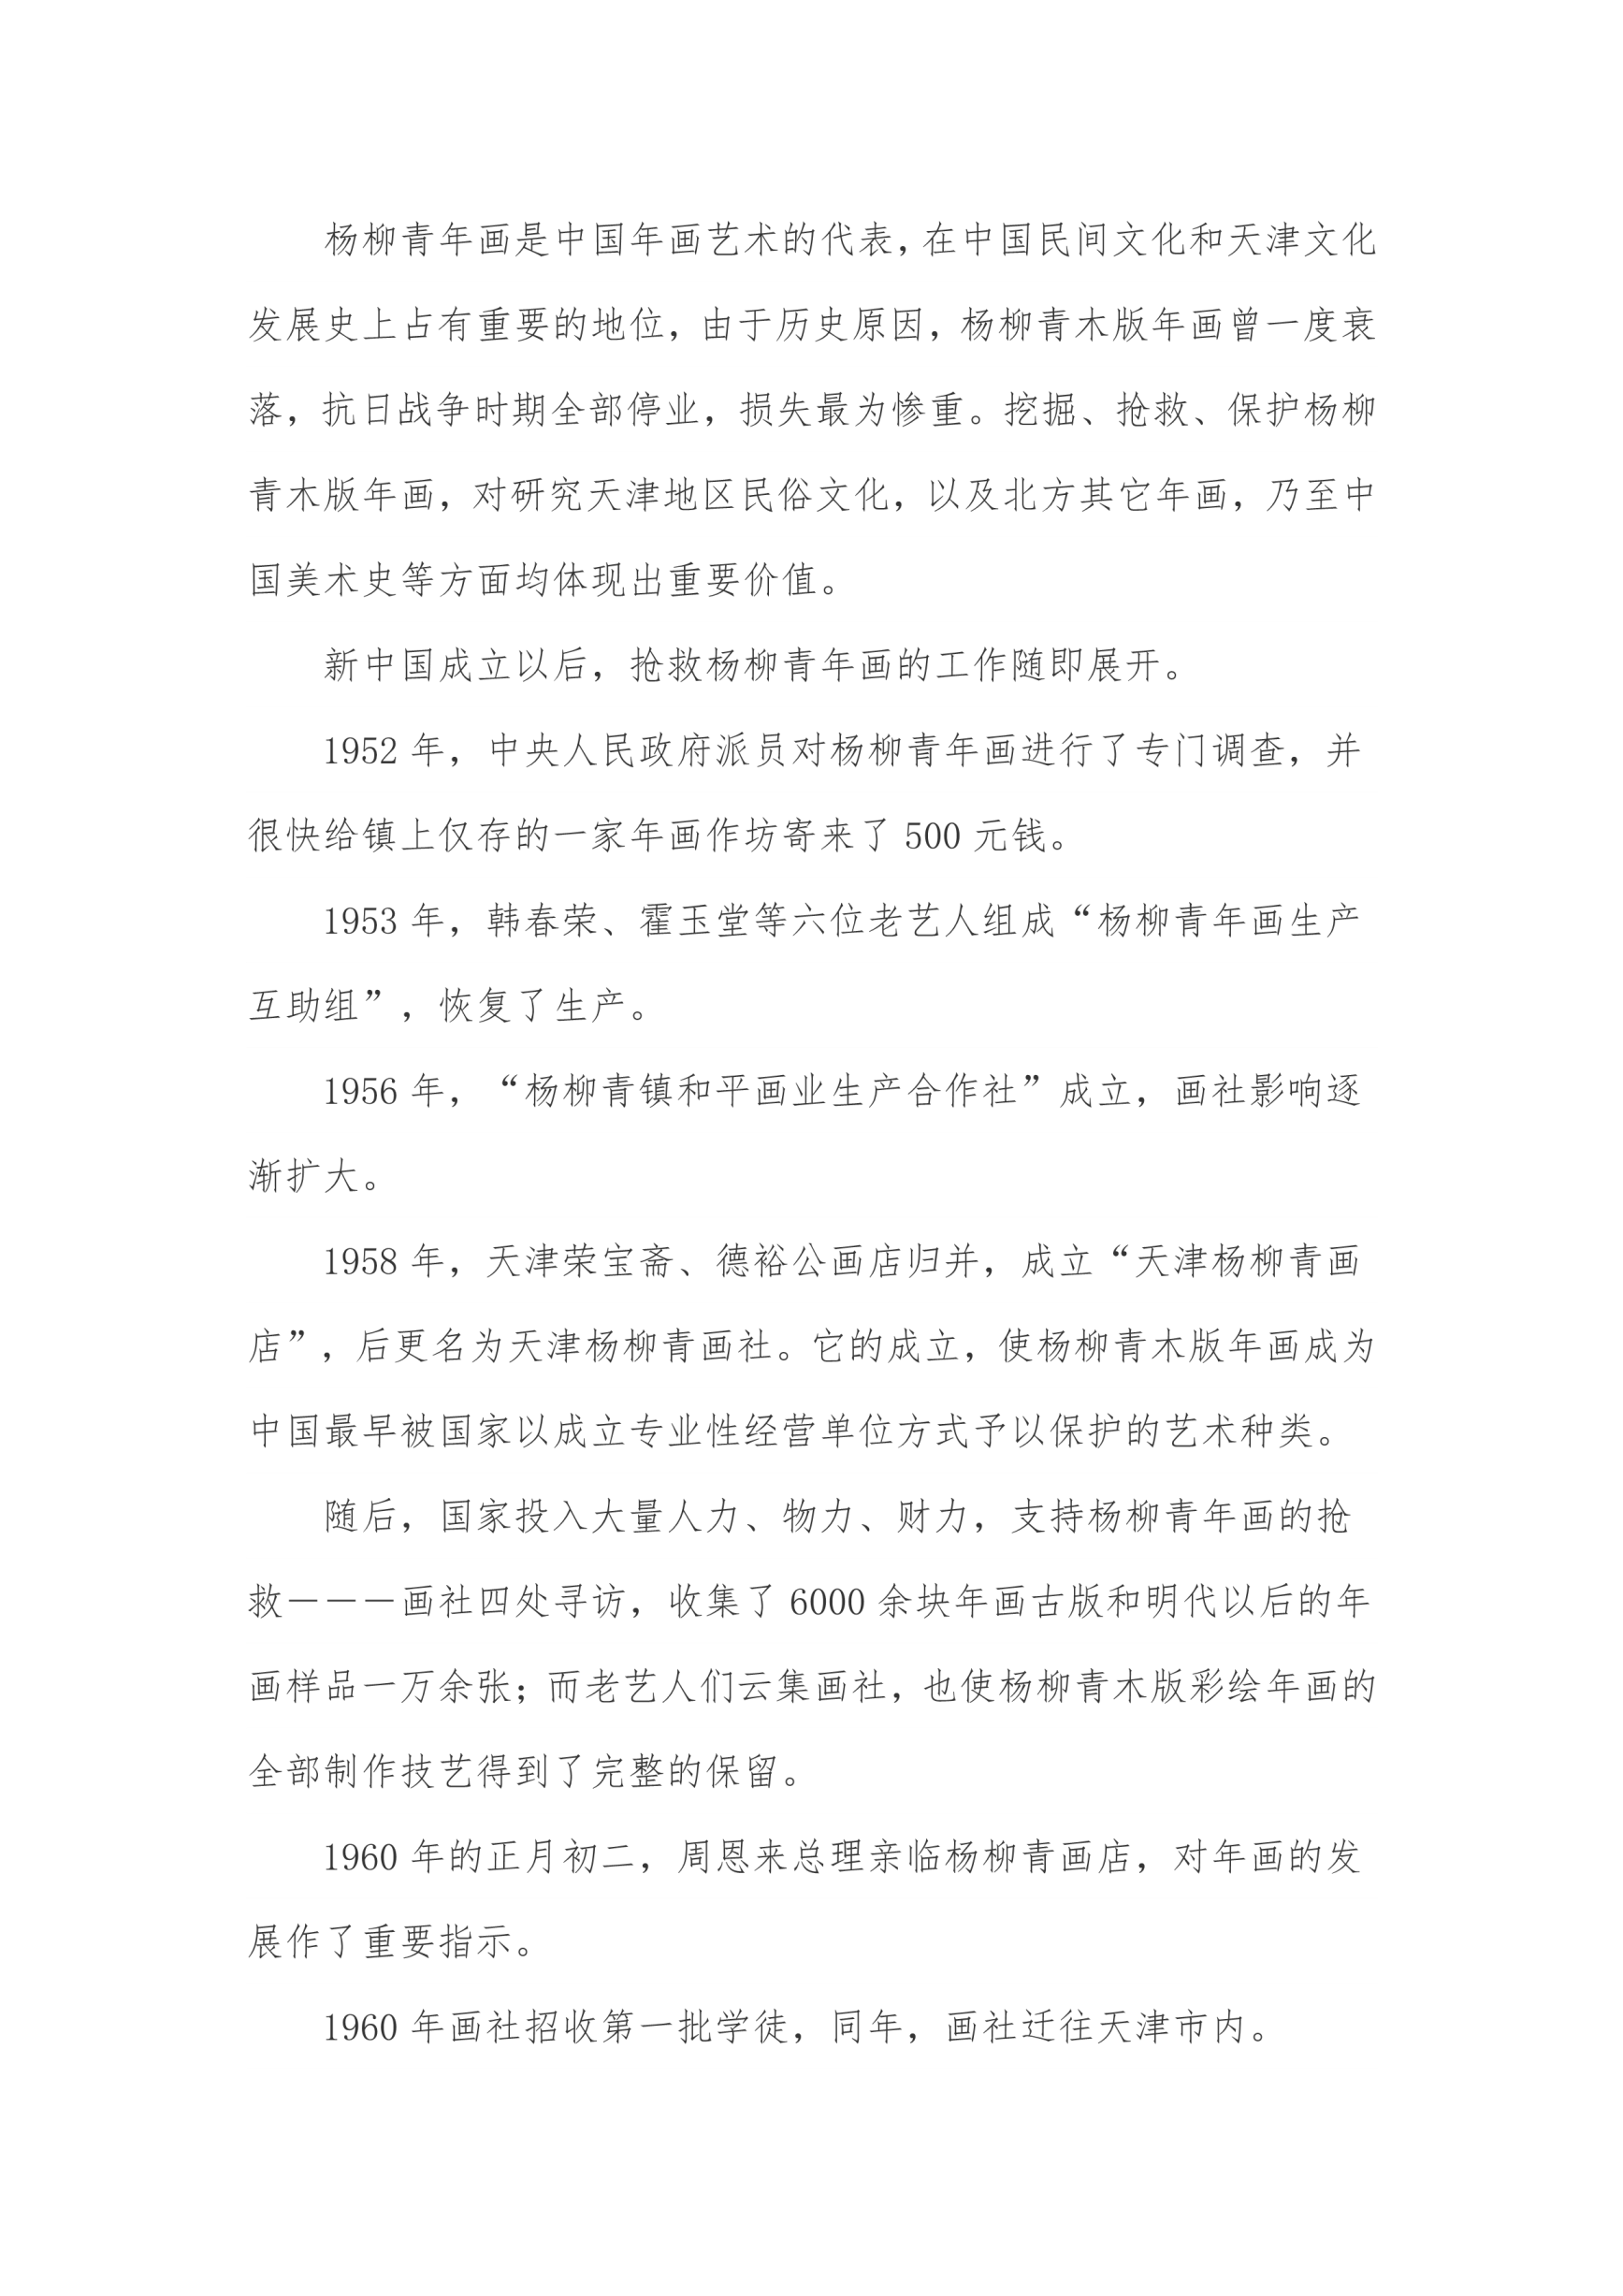 杨柳青年画是中国年画艺术的代表，在中国民间文化和天津文化
发展史上占有重要的地位，由于历史原因，杨柳青木版年画曾一度衰
落，抗日战争时期全部停业，损失最为惨重。挖掘、抢救、保护杨柳
青木版年画，对研究天津地区民俗文化，以及北方其它年画，乃至中
国美术史等方面均体现出重要价值。
新中国成立以后，抢救杨柳青年画的工作随即展开。
1952 年，中央人民政府派员对杨柳青年画进行了专门调查，并
很快给镇上仅存的一家年画作坊寄来了 500 元钱。
1953 年，韩春荣、霍玉堂等六位老艺人组成“杨柳青年画生产
互助组”，恢复了生产。
1956 年，“杨柳青镇和平画业生产合作社”成立，画社影响逐
渐扩大。
1958 年，天津荣宝斋、德裕公画店归并，成立“天津杨柳青画
店”，后更名为天津杨柳青画社。它的成立，使杨柳青木版年画成为
中国最早被国家以成立专业性经营单位方式予以保护的艺术种类。
随后，国家投入大量人力、物力、财力，支持杨柳青年画的抢
救－－－画社四处寻访，收集了 6000 余块年画古版和明代以后的年
画样品一万余张；而老艺人们云集画社，也使杨柳青木版彩绘年画的
全部制作技艺得到了完整的保留。
1960 年的正月初二，周恩来总理亲临杨柳青画店，对年画的发
展作了重要指示。
1960 年画社招收第一批学徒，同年，画社迁往天津市内。